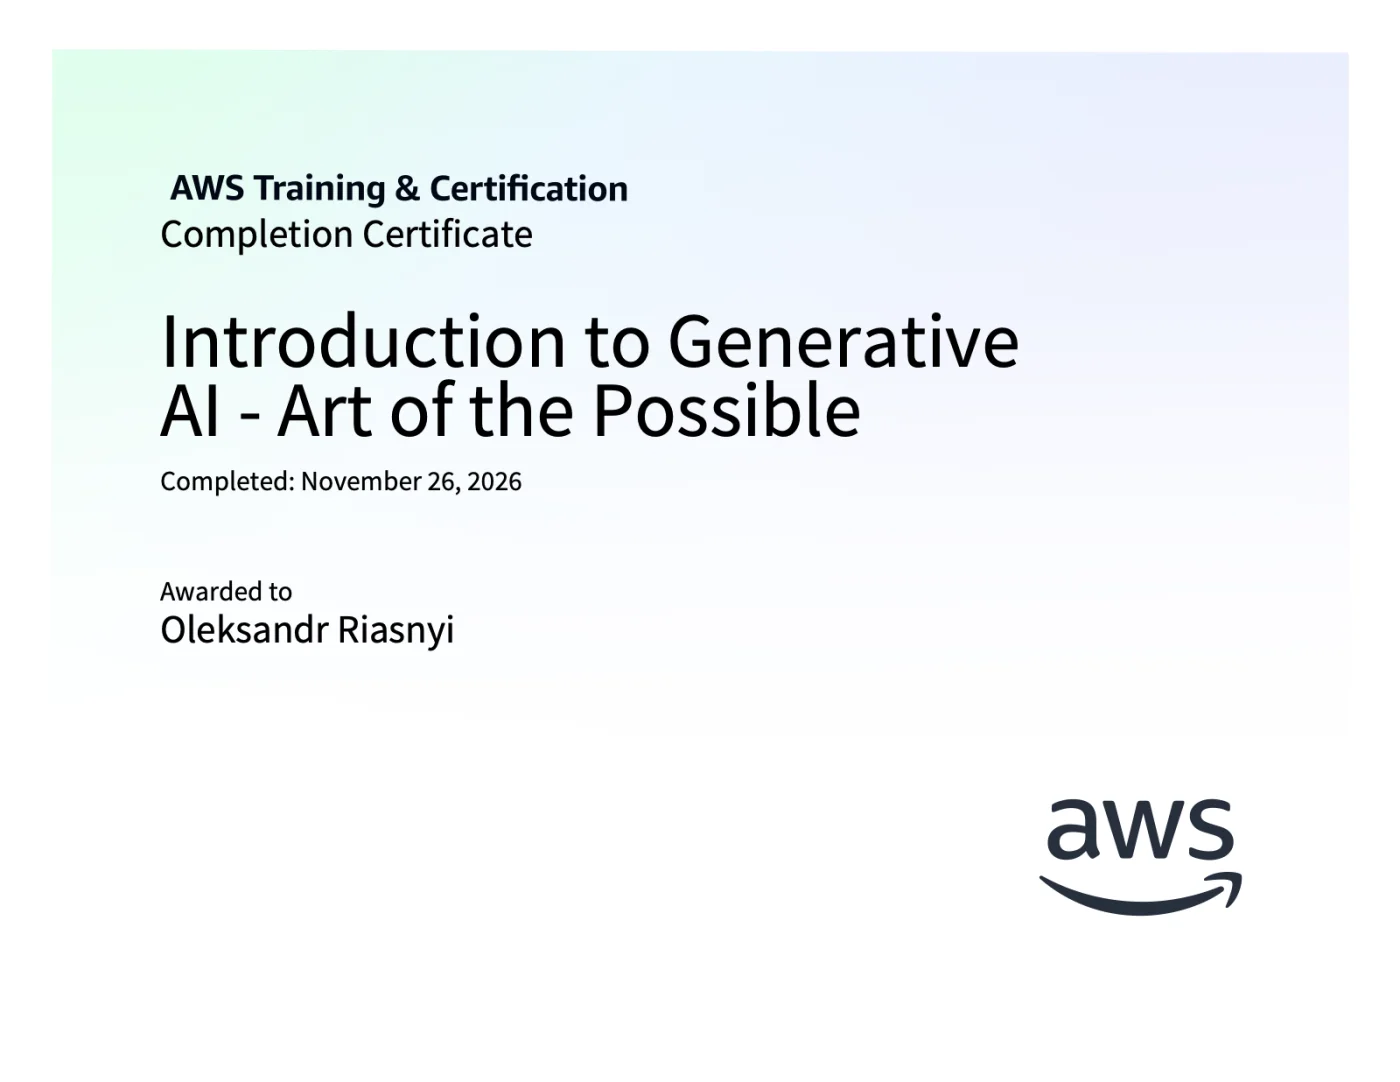 AWS Training & Certification
Completion Certificate
Introduction to Generative
AI - Art of the Possible
Completed: November 26, 2026
Awarded to
Oleksandr Riasnyi
aws